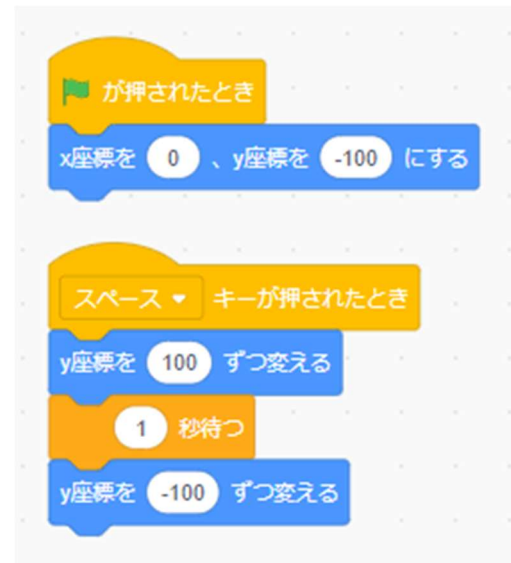 が押されたとき
x座標を 0 、y座標を -100 にする
スペース キーが押されたとき
y座標を 100 ずつ変える
1 秒待つ
y座標を -100 ずつ変える